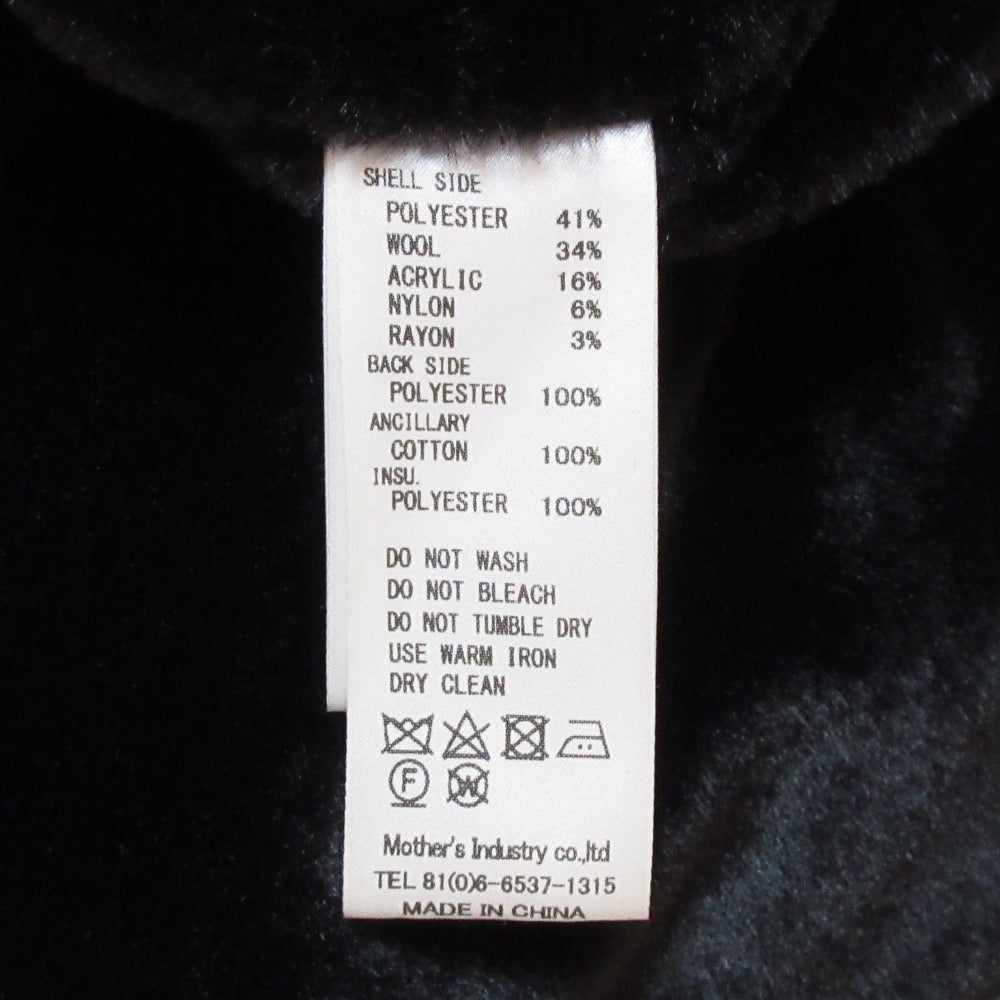 SHELL SIDE
POLYESTER 41%
WOOL 34%
ACRYLIC 16%
NYLON 6%
RAYON 3%
BACK SIDE
POLYESTER 100%
ANCILLARY
COTTON 100%
INSU.
POLYESTER 100%
DO NOT WASH
DO NOT BLEACH
DO NOT TUMBLE DRY
USE WARM IRON
DRY CLEAN
F W
Mother's Industry co.,ltd
TEL 81(0)6-6537-1315
MADE IN CHINA